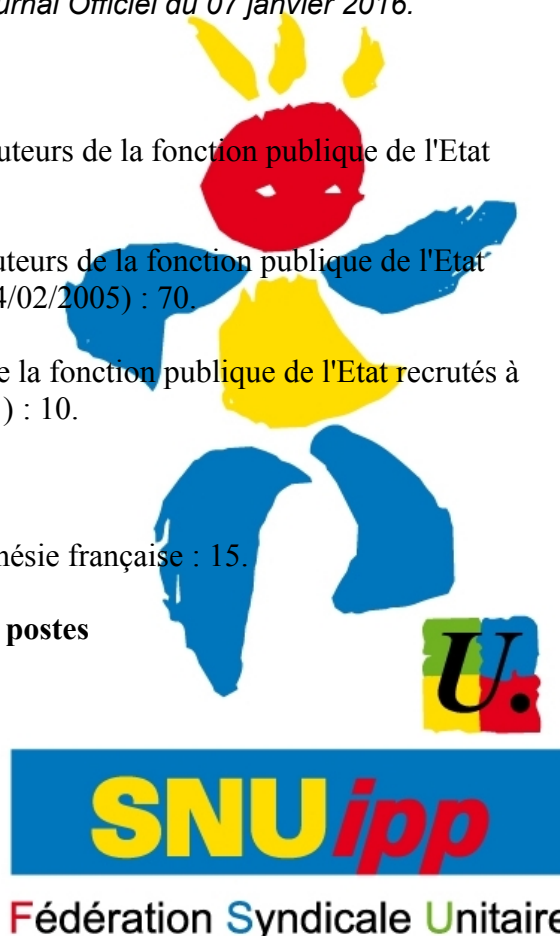 urnal Officiel du 07 janvier 2016.
uteurs de la fonction publique de l'Etat
uteurs de la fonction publique de l'Etat
4/02/2005) : 70.
e la fonction publique de l'Etat recrutés à
) : 10.
nésie française : 15.
postes
U.
SNUipp
Fédération Syndicale Unitaire